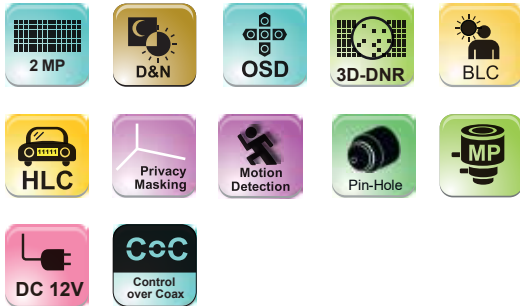 2 MP
D&N
OSD
3D-DNR
BLC
HLC
Privacy
Masking
Motion
Detection
Pin-Hole
MP
DC 12V
CoC
Control
over Coax